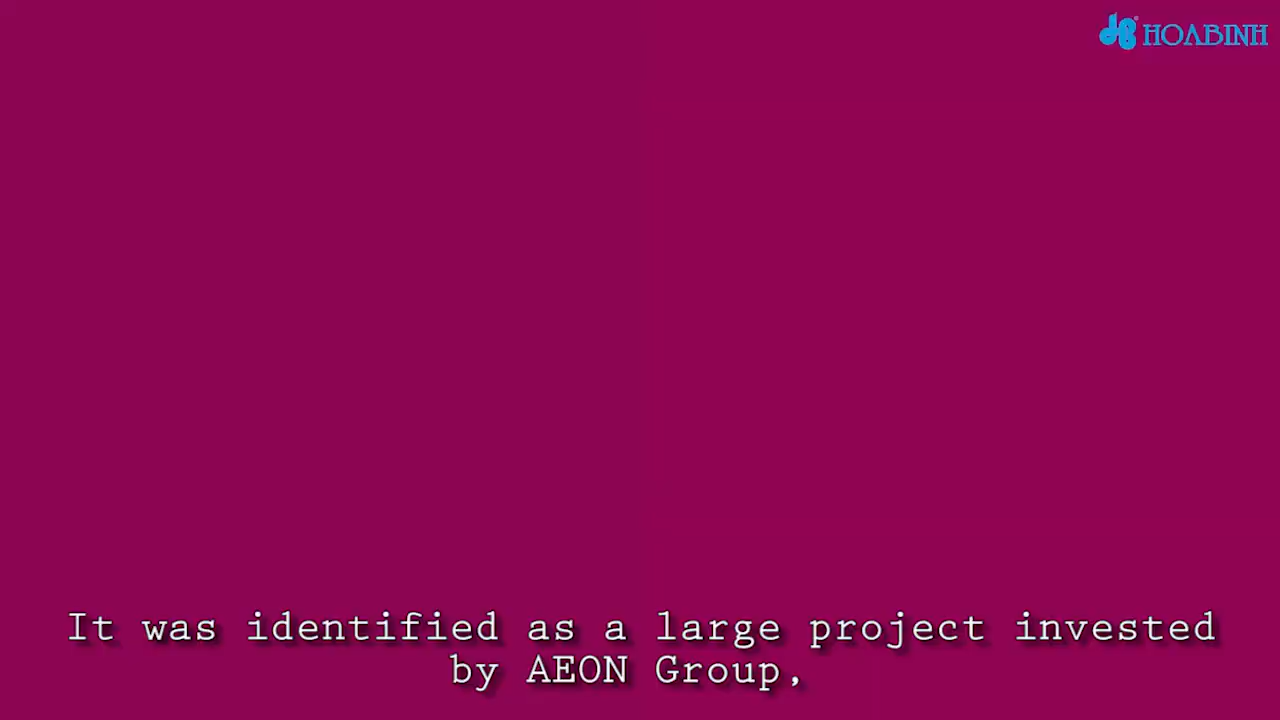 HOABINH
It was identified as a large project invested
by AEON Group,